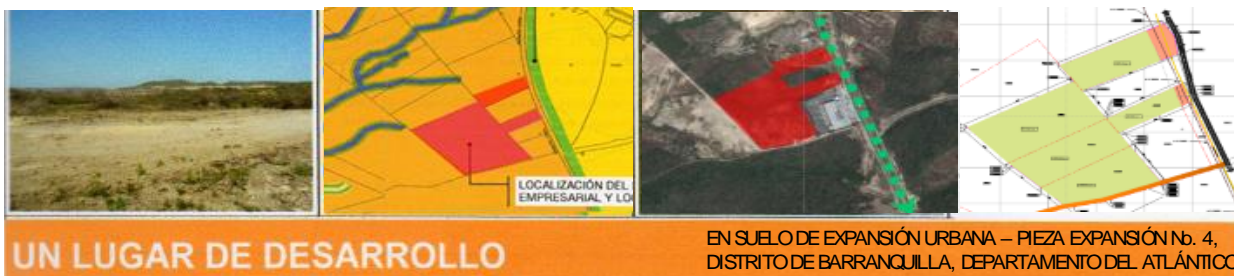 LOCALIZACIÓN DEL
EMPRESARIAL Y LO
UN LUGAR DE DESARROLLO
EN SUELO DE EXPANSIÓN URBANA – PIEZA EXPANSIÓN No. 4,
DISTRITO DE BARRANQUILLA, DEPARTAMENTO DEL ATLÁNTICO